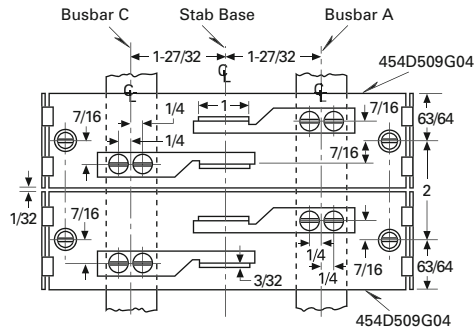 Busbar C Stab Base Busbar A
1-27/32 1-27/32
℄
454D509G04
℄ ℄
7/16 1/4 1 7/16 63/64
1/4 7/16
2
1/32
7/16 7/16
1/4 7/16 63/64
3/32 1/4
454D509G04